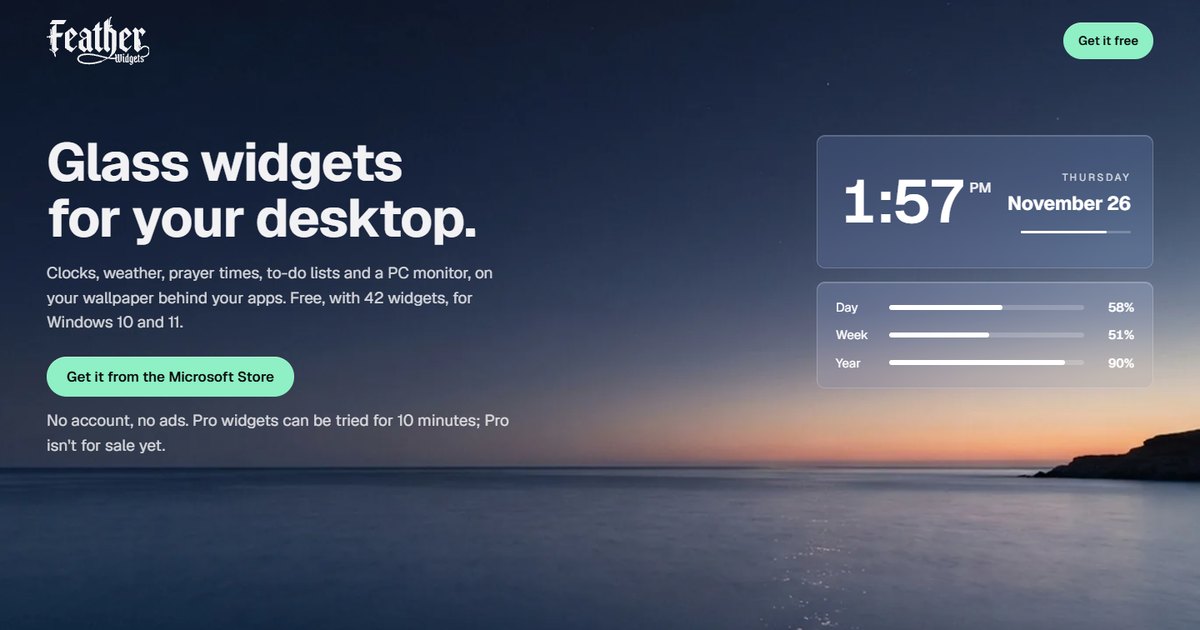 Feather
Widgets
Get it free
Glass widgets
for your desktop.
Clocks, weather, prayer times, to-do lists and a PC monitor, on
your wallpaper behind your apps. Free, with 42 widgets, for
Windows 10 and 11.
Get it from the Microsoft Store
No account, no ads. Pro widgets can be tried for 10 minutes; Pro
isn't for sale yet.
1:57 PM
THURSDAY
November 26
Day 58%
Week 51%
Year 90%